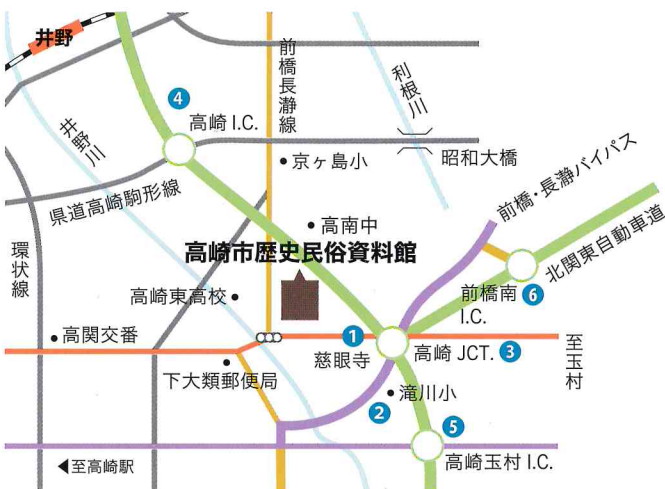 井野
前橋長瀞線
利根川
井野川
4
高崎 I.C.
京ヶ島小
昭和大橋
前橋・長瀞バイパス
県道高崎駒形線
高南中
高崎市歴史民俗資料館
北関東自動車道
環状線
高崎東高校
前橋南
I.C.
6
高関交番
1
慈眼寺
高崎 JCT.
3
至玉村
下大類郵便局
2
滝川小
5
高崎玉村 I.C.
至高崎駅